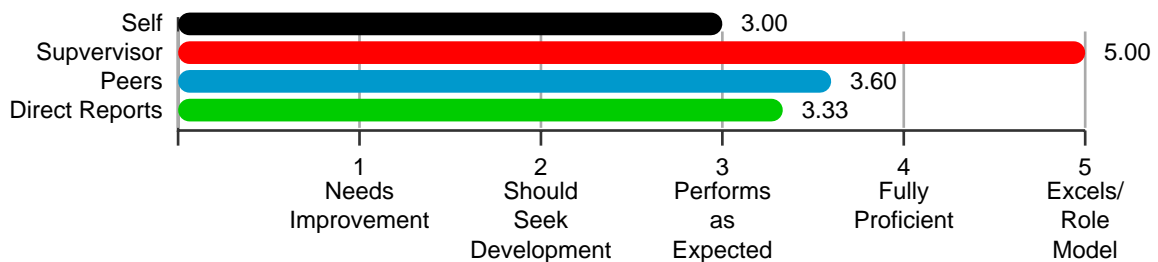 Self 3.00
Supvervisor 5.00
Peers 3.60
Direct Reports 3.33
1 2 3 4 5
Needs Should Performs Fully Excels/
Improvement Seek as Proficient Role
Development Expected Model